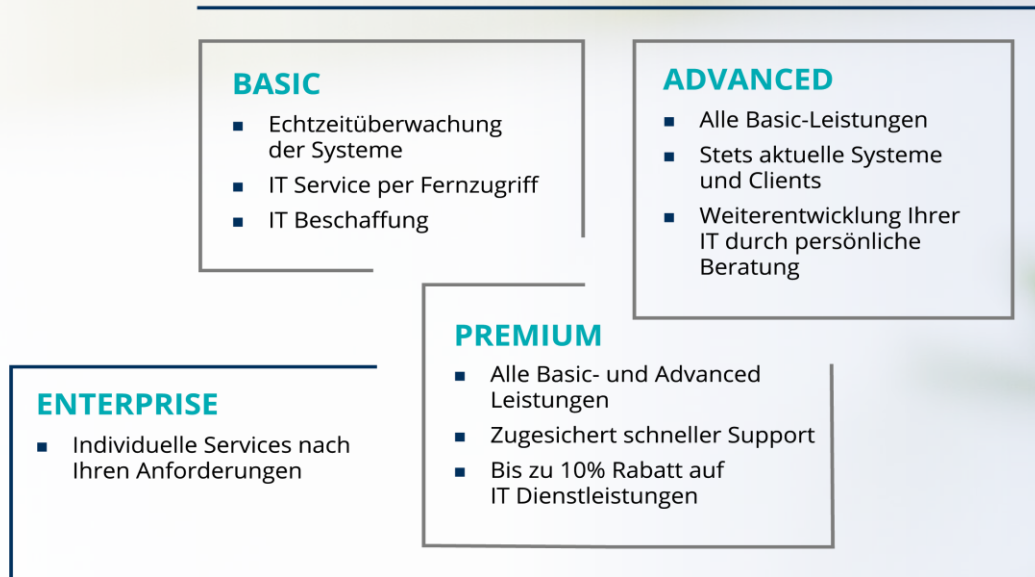 BASIC
Echtzeitüberwachung
der Systeme
IT Service per Fernzugriff
IT Beschaffung
ADVANCED
Alle Basic-Leistungen
Stets aktuelle Systeme
und Clients
Weiterentwicklung Ihrer
IT durch persönliche
Beratung
PREMIUM
Alle Basic- und Advanced
Leistungen
Zugesichert schneller Support
Bis zu 10% Rabatt auf
IT Dienstleistungen
ENTERPRISE
Individuelle Services nach
Ihren Anforderungen